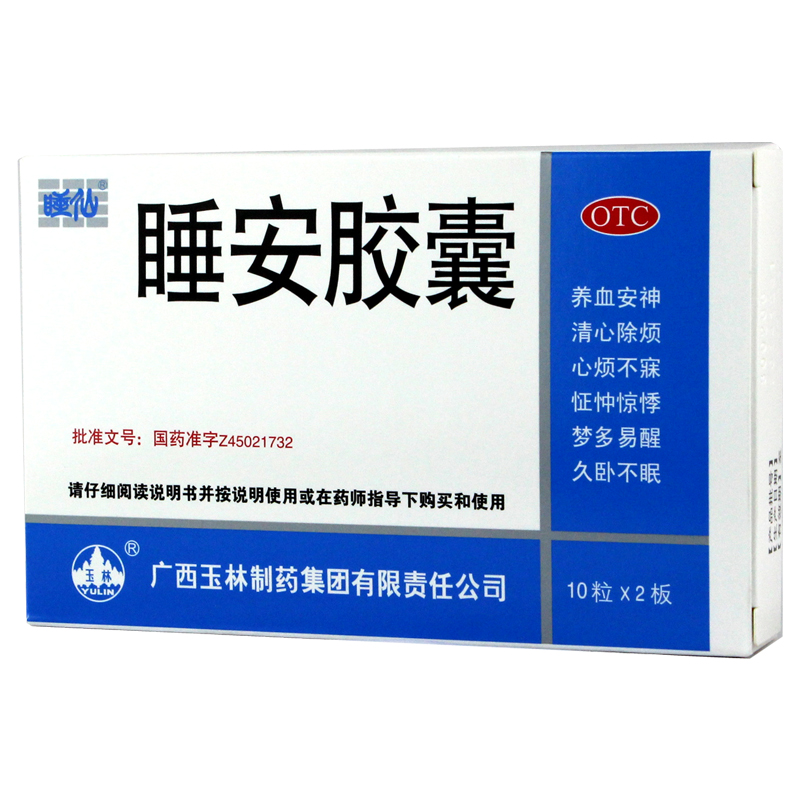 睡仙®
睡安胶囊
批准文号：国药准字Z45021732
请仔细阅读说明书并按说明使用或在药师指导下购买和使用
玉林
YULIN
®
广西玉林制药集团有限责任公司
OTC
养血安神
清心除烦
心烦不寐
怔忡惊悸
梦多易醒
久卧不眠
10粒 x 2板